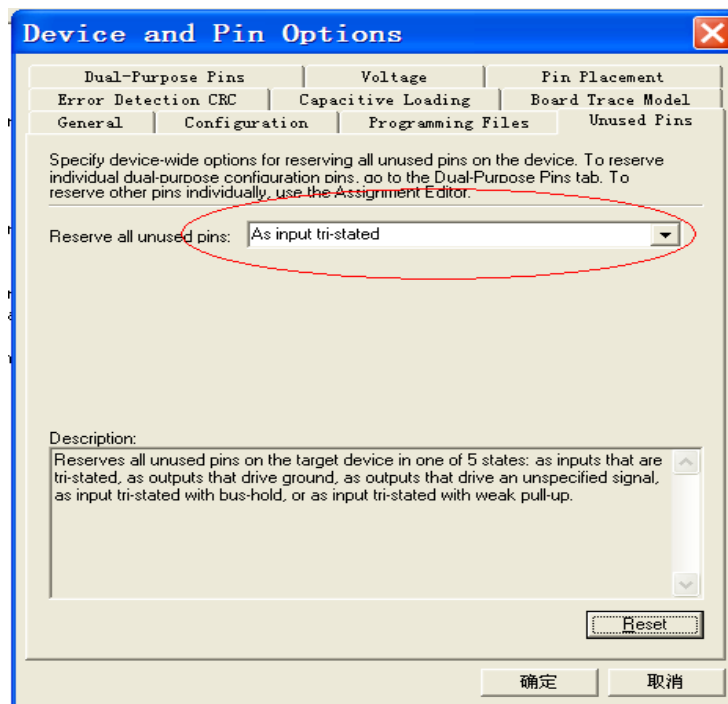 Device and Pin Options
Dual-Purpose Pins Voltage Pin Placement
Error Detection CRC Capacitive Loading Board Trace Model
General Configuration Programming Files Unused Pins
Specify device-wide options for reserving all unused pins on the device. To reserve
individual dual-purpose configuration pins, go to the Dual-Purpose Pins tab. To
reserve other pins individually, use the Assignment Editor.
Reserve all unused pins: As input tri-stated
Description:
Reserves all unused pins on the target device in one of 5 states: as inputs that are
tri-stated, as outputs that drive ground, as outputs that drive an unspecified signal,
as input tri-stated with bus-hold, or as input tri-stated with weak pull-up.
Reset
确定 取消